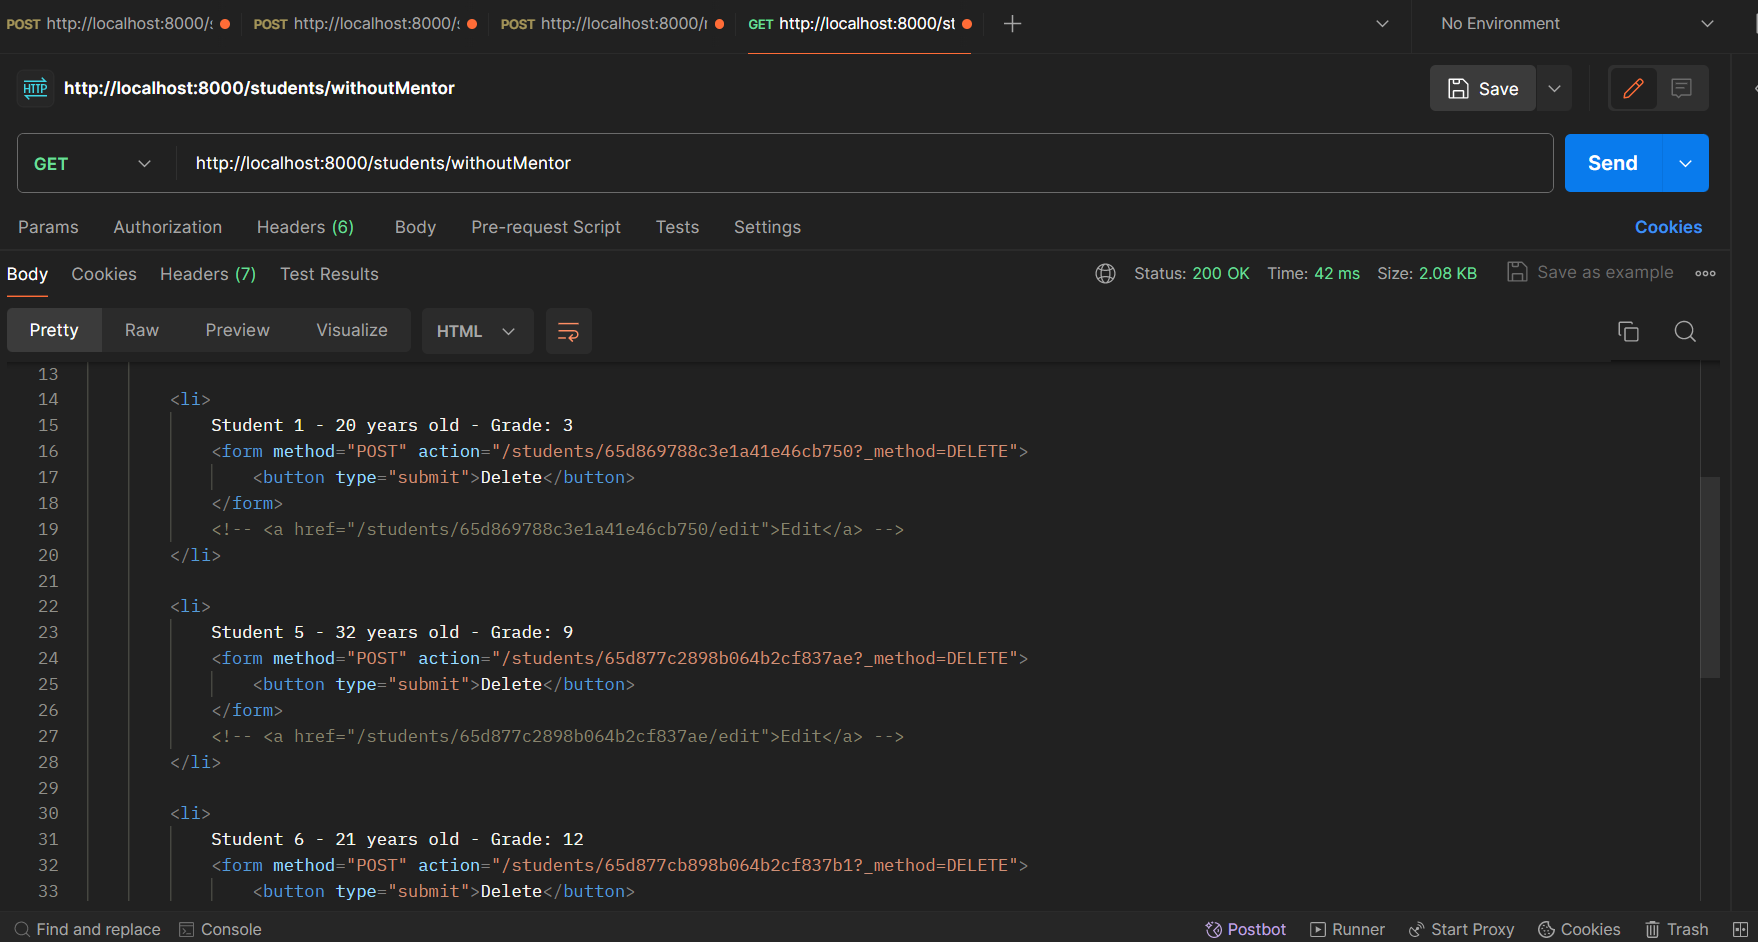 POST http://localhost:8000/s
POST http://localhost:8000/s
POST http://localhost:8000/r
GET http://localhost:8000/st
No Environment
HTTP http://localhost:8000/students/withoutMentor
Save
GET http://localhost:8000/students/withoutMentor
Send
Params Authorization Headers (6) Body Pre-request Script Tests Settings Cookies
Body Cookies Headers (7) Test Results Status: 200 OK Time: 42 ms Size: 2.08 KB Save as example
Pretty Raw Preview Visualize HTML
13
14 <li>
15 Student 1 - 20 years old - Grade: 3
16 <form method="POST" action="/students/65d869788c3e1a41e46cb750?_method=DELETE">
17 <button type="submit">Delete</button>
18 </form>
19 <!-- <a href="/students/65d869788c3e1a41e46cb750/edit">Edit</a> -->
20 </li>
21
22 <li>
23 Student 5 - 32 years old - Grade: 9
24 <form method="POST" action="/students/65d877c2898b064b2cf837ae?_method=DELETE">
25 <button type="submit">Delete</button>
26 </form>
27 <!-- <a href="/students/65d877c2898b064b2cf837ae/edit">Edit</a> -->
28 </li>
29
30 <li>
31 Student 6 - 21 years old - Grade: 12
32 <form method="POST" action="/students/65d877cb898b064b2cf837b1?_method=DELETE">
33 <button type="submit">Delete</button>
Find and replace Console Postbot Runner Start Proxy Cookies Trash